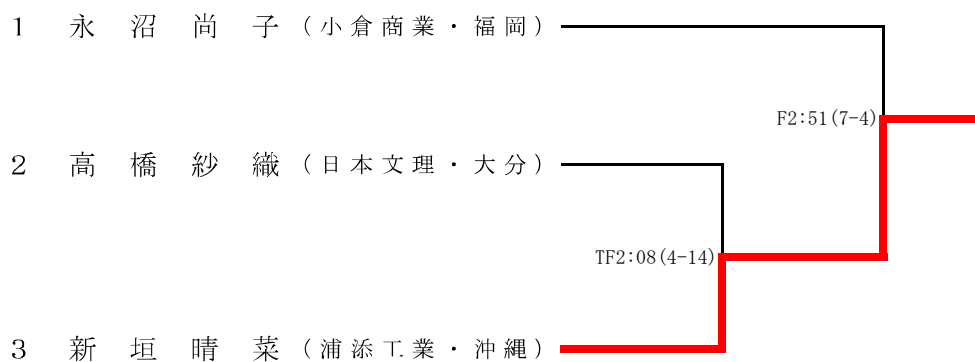 1 永沼尚子（小倉商業・福岡）
F2:51(7-4)
2 高橋紗織（日本文理・大分）
TF2:08(4-14)
3 新垣晴菜（浦添工業・沖縄）